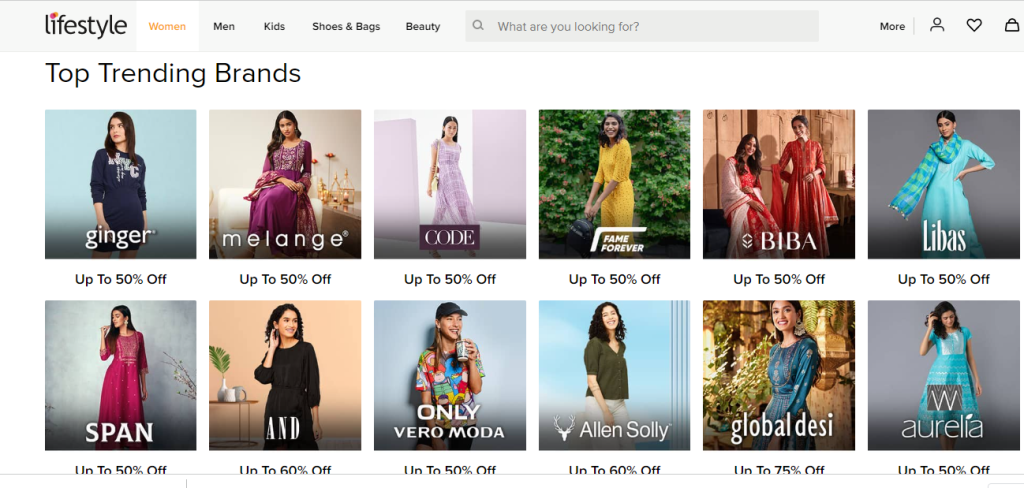 lifestyle
Women
Men
Kids
Shoes & Bags
Beauty
What are you looking for?
More
Top Trending Brands
ginger®
melange®
CODE
FAME
FOREVER
BIBA
Libas
Up To 50% Off
Up To 50% Off
Up To 50% Off
Up To 50% Off
Up To 50% Off
Up To 50% Off
SPAN
AND
ONLY
VERO MODA
Allen Solly
global desi
W
aurelia
Up To 50% Off
Up To 60% Off
Up To 50% Off
Up To 60% Off
Up To 75% Off
Up To 50% Off